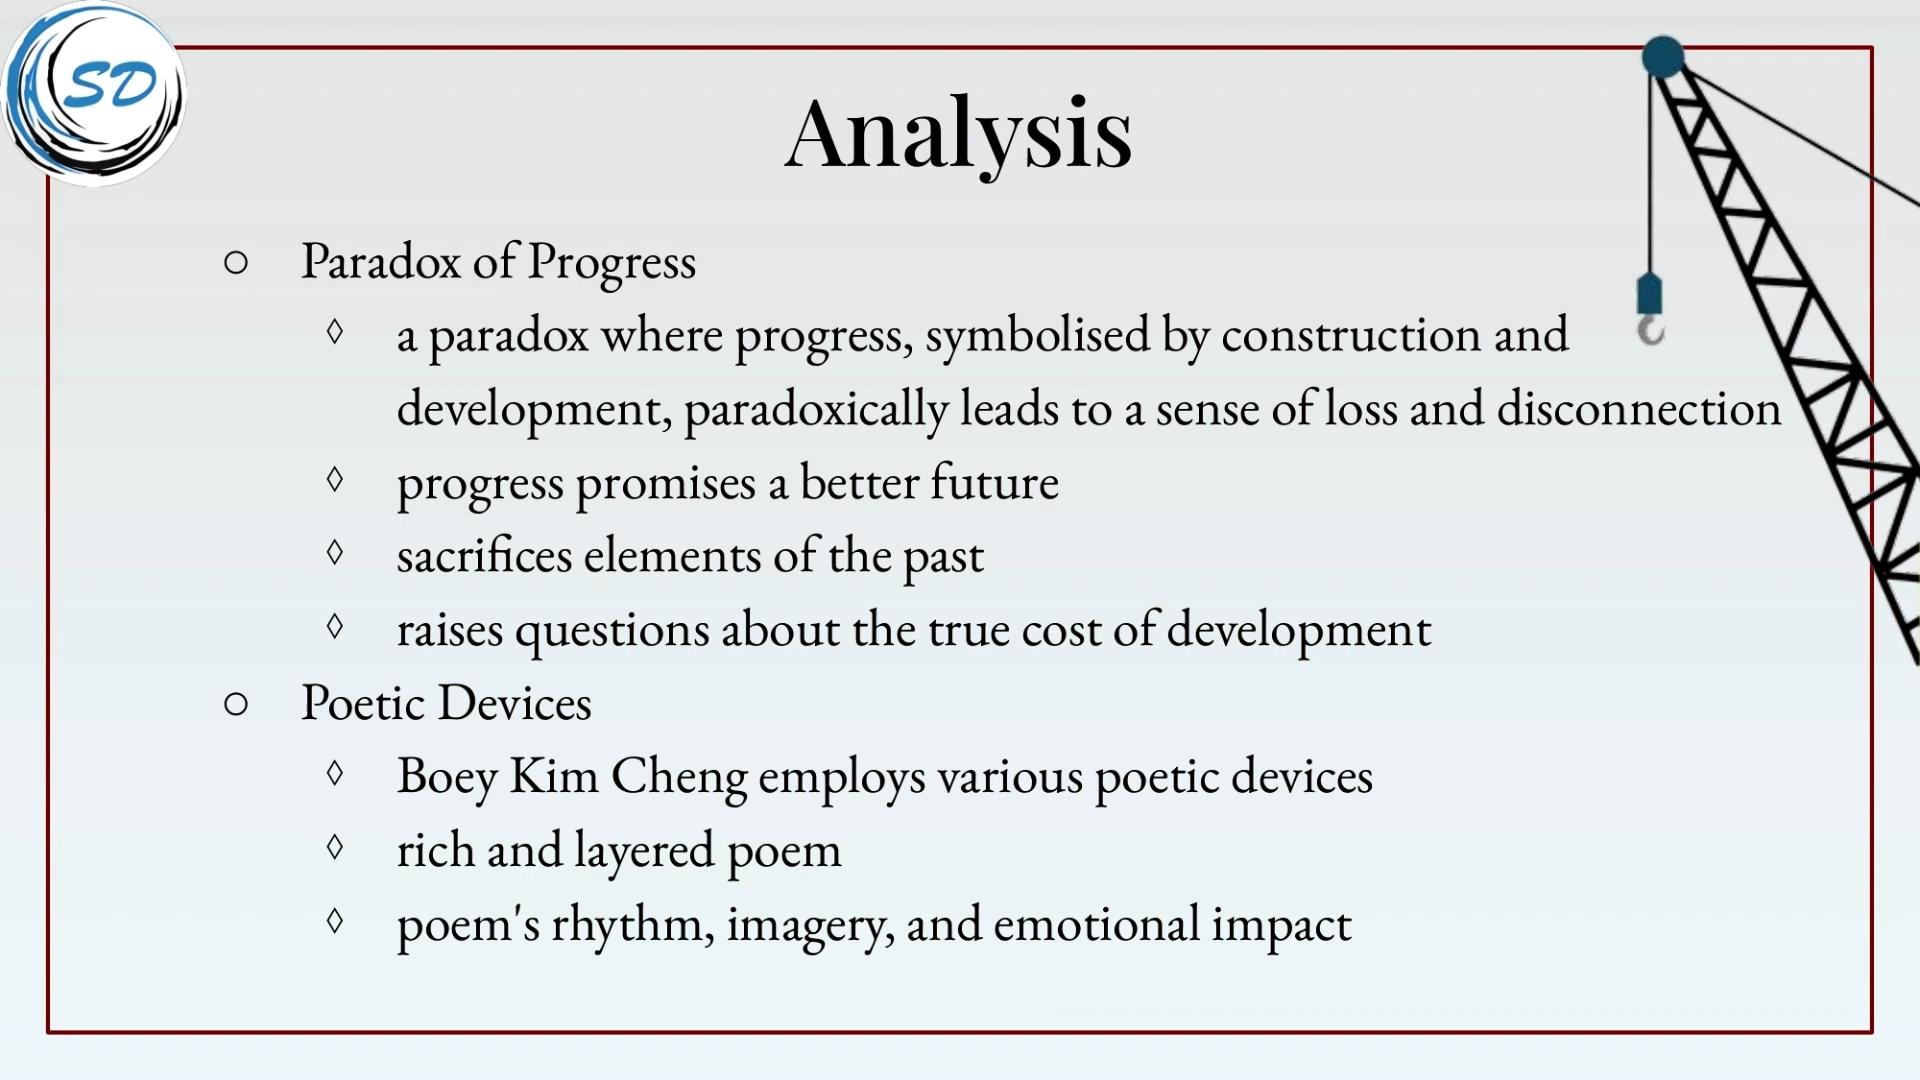 SD
Analysis
○ Paradox of Progress
◊ a paradox where progress, symbolised by construction and
development, paradoxically leads to a sense of loss and disconnection
◊ progress promises a better future
◊ sacrifices elements of the past
◊ raises questions about the true cost of development
○ Poetic Devices
◊ Boey Kim Cheng employs various poetic devices
◊ rich and layered poem
◊ poem's rhythm, imagery, and emotional impact